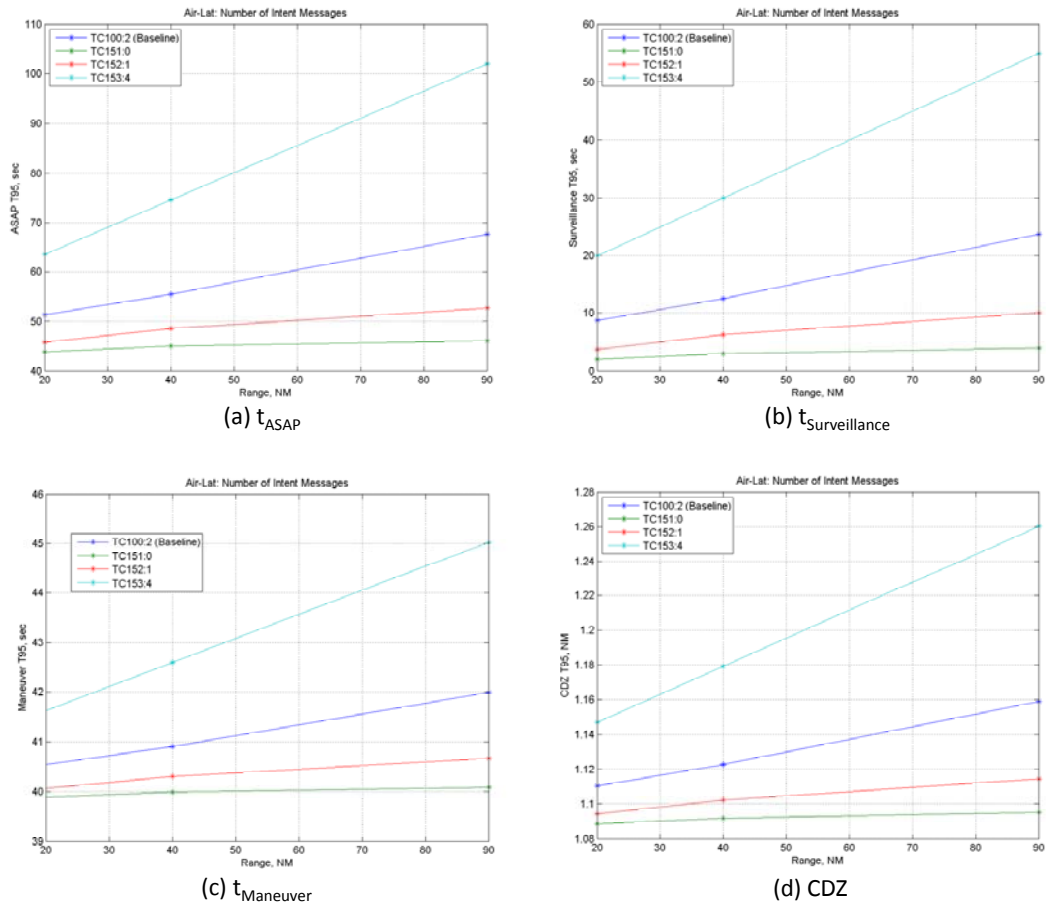 Air-Lat: Number of Intent Messages
110
100
90
80
70
60
50
40
ASAP T95, sec
TC100:2 (Baseline)
TC151:0
TC152:1
TC153:4
20 30 40 50 60 70 80 90
Range, NM
(a) tASAP
Air-Lat: Number of Intent Messages
60
50
40
30
20
10
0
Surveillance T95, sec
TC100:2 (Baseline)
TC151:0
TC152:1
TC153:4
20 30 40 50 60 70 80 90
Range, NM
(b) tSurveillance
Air-Lat: Number of Intent Messages
46
45
44
43
42
41
40
39
Maneuver T95, sec
TC100:2 (Baseline)
TC151:0
TC152:1
TC153:4
20 30 40 50 60 70 80 90
Range, NM
(c) tManeuver
Air-Lat: Number of Intent Messages
1.28
1.26
1.24
1.22
1.2
1.18
1.16
1.14
1.12
1.1
1.08
CDZ T95, NM
TC100:2 (Baseline)
TC151:0
TC152:1
TC153:4
20 30 40 50 60 70 80 90
Range, NM
(d) CDZ